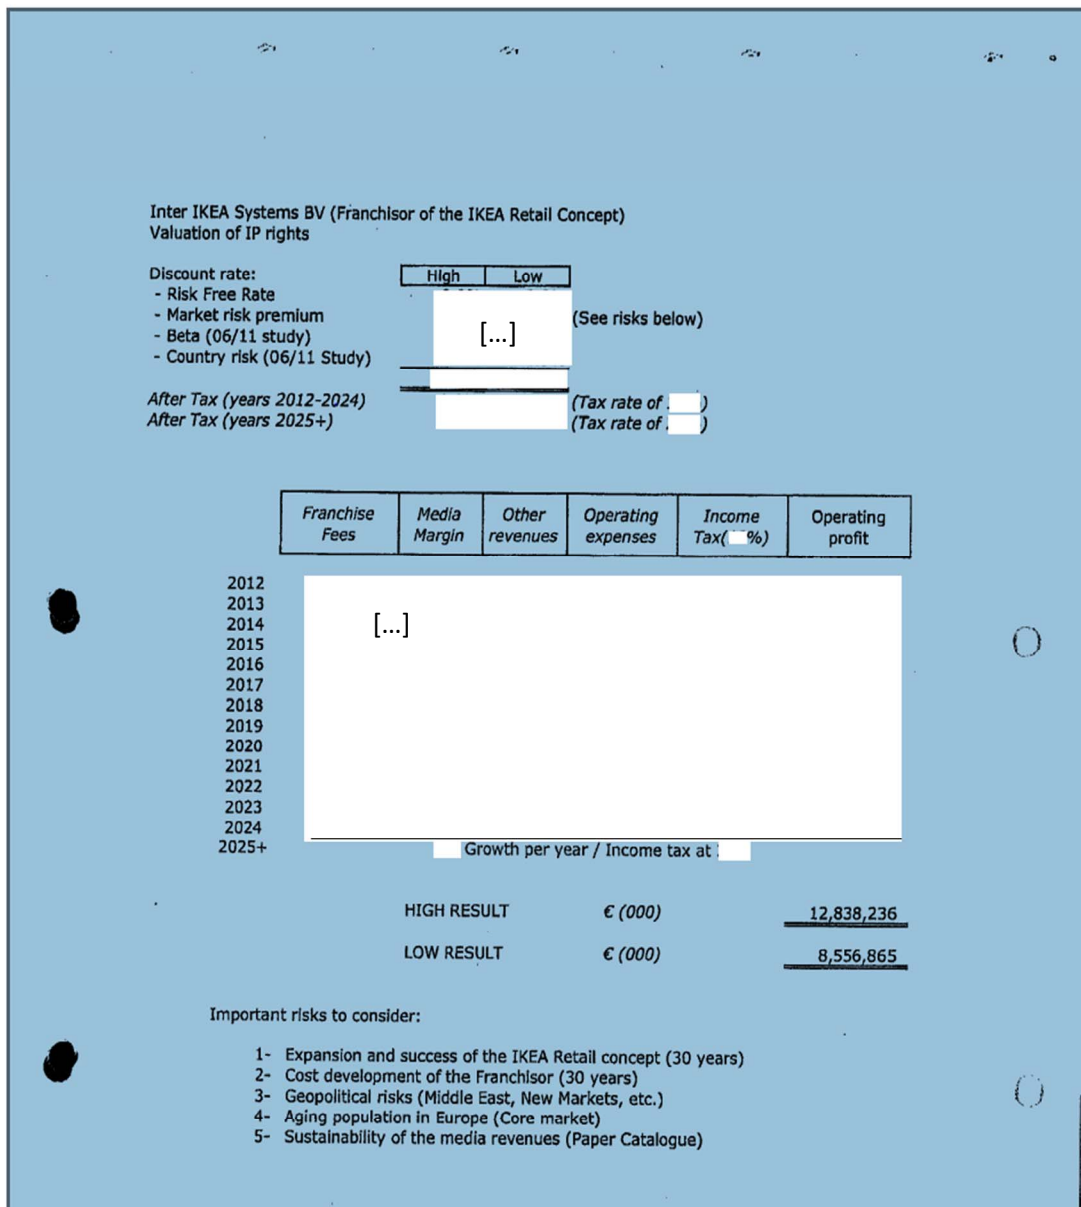 Inter IKEA Systems BV (Franchisor of the IKEA Retail Concept)
Valuation of IP rights
Discount rate: High Low
- Risk Free Rate
- Market risk premium [...] (See risks below)
- Beta (06/11 study)
- Country risk (06/11 Study)
After Tax (years 2012-2024) (Tax rate of )
After Tax (years 2025+) (Tax rate of )
Franchise Media Other Operating Income Operating
Fees Margin revenues expenses Tax( %) profit
2012
2013
2014 [...]
2015
2016
2017
2018
2019
2020
2021
2022
2023
2024
2025+ Growth per year / Income tax at
HIGH RESULT € (000) 12,838,236
LOW RESULT € (000) 8,556,865
Important risks to consider:
1- Expansion and success of the IKEA Retail concept (30 years)
2- Cost development of the Franchisor (30 years)
3- Geopolitical risks (Middle East, New Markets, etc.)
4- Aging population in Europe (Core market)
5- Sustainability of the media revenues (Paper Catalogue)